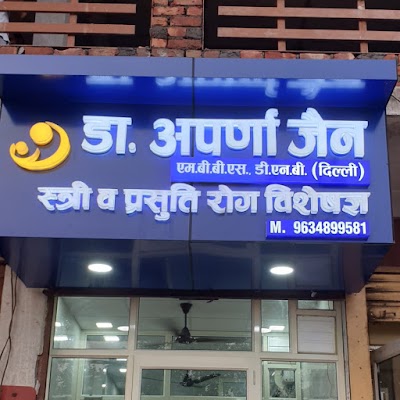 डा. अपर्णा जैन
एम.बी.बी.एस., डी.एन.बी. (दिल्ली)
स्त्री व प्रसुति रोग विशेषज्ञ
M. 9634899581